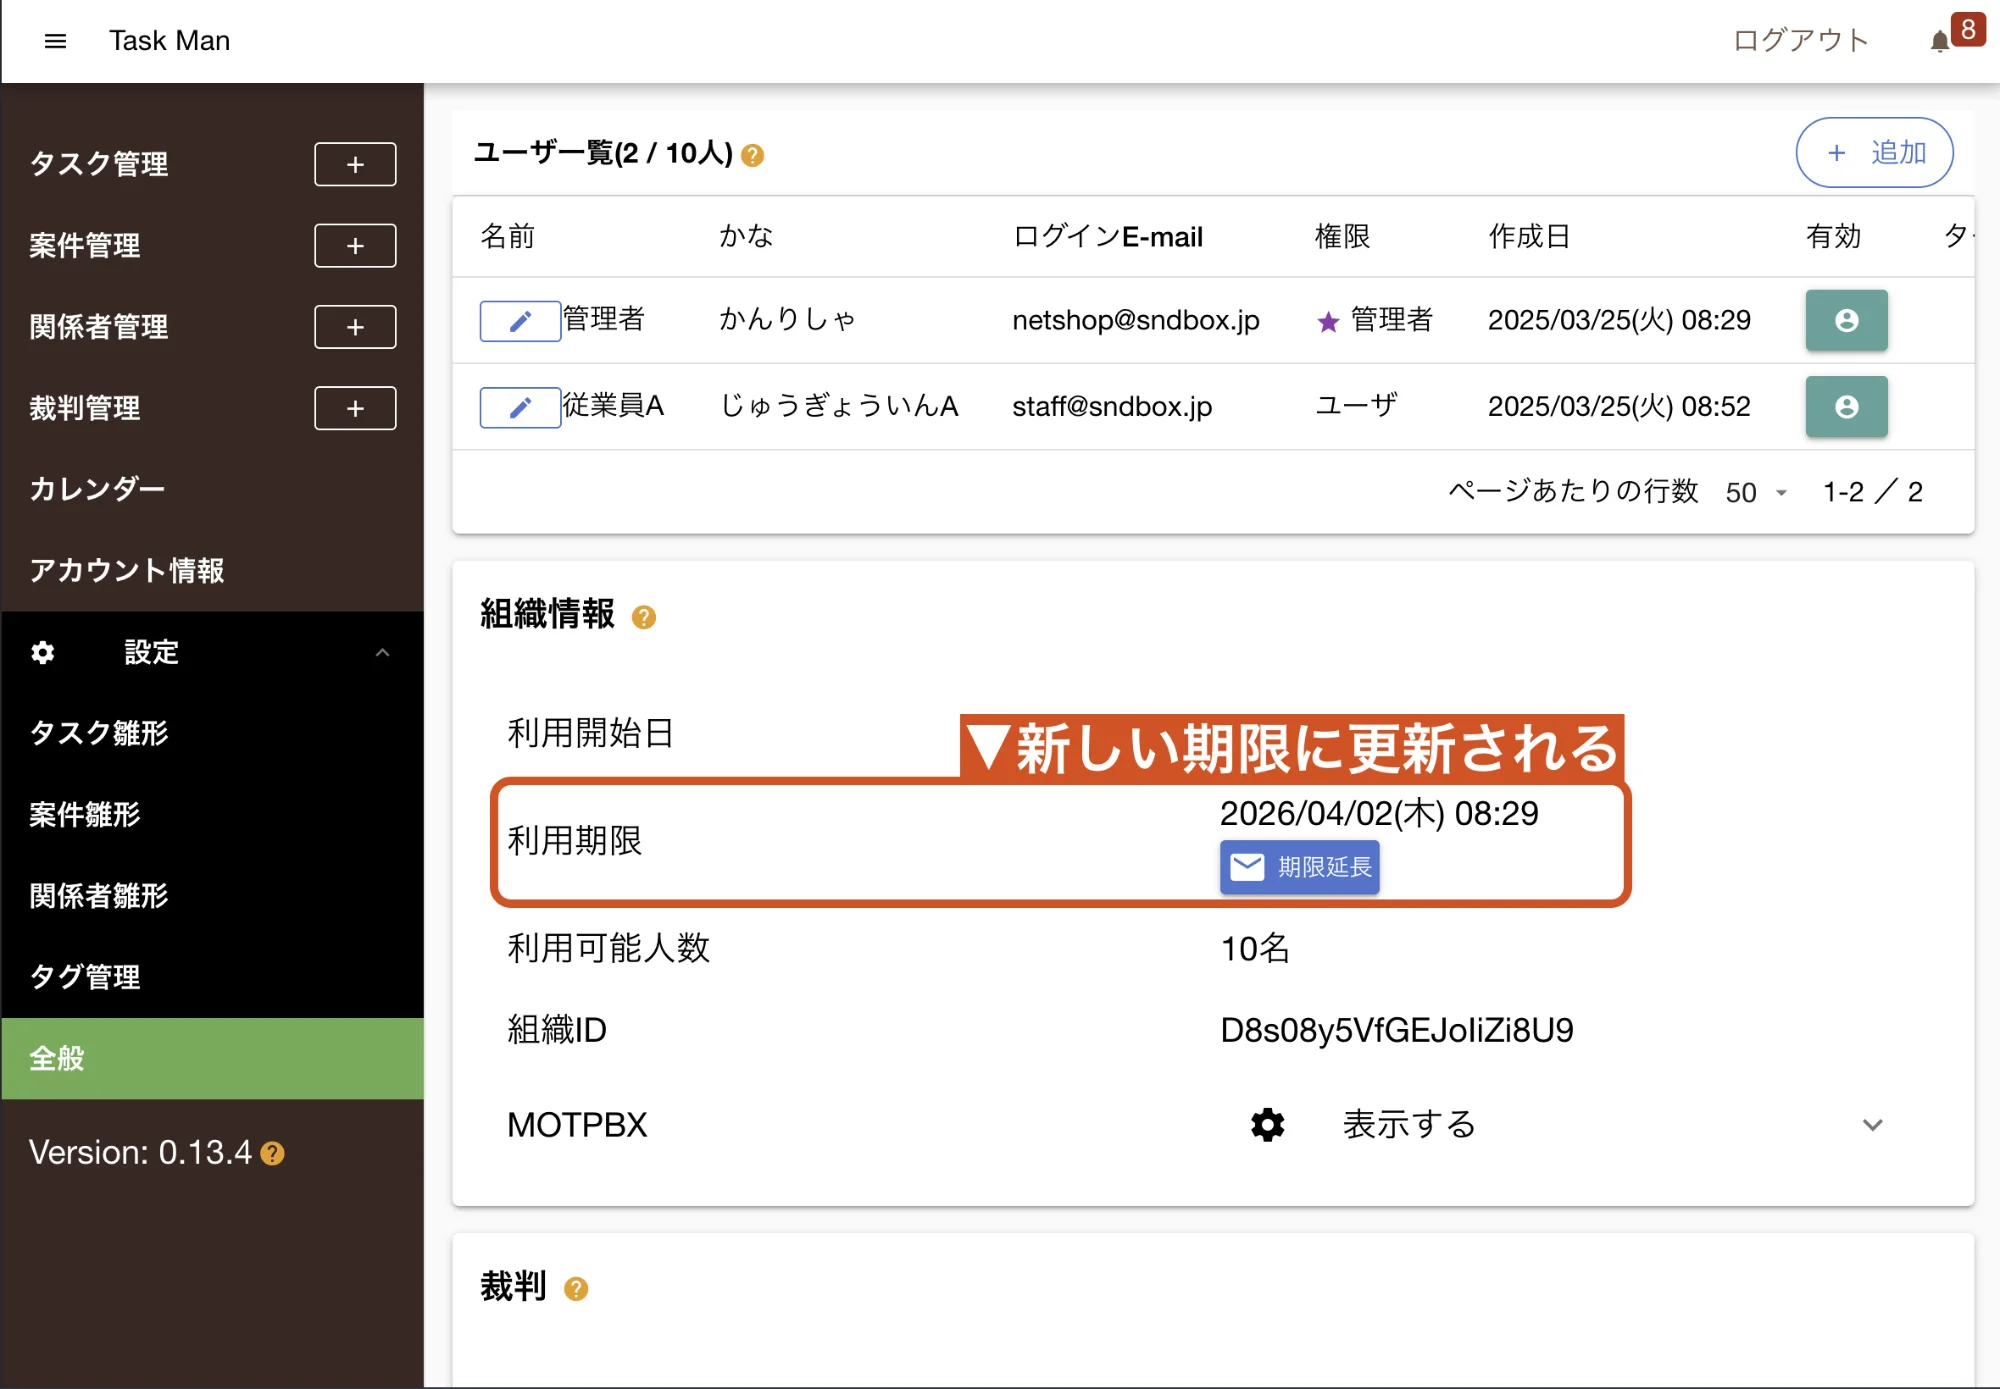 Task Man
ログアウト
8
タスク管理
+
案件管理
+
関係者管理
+
裁判管理
+
カレンダー
アカウント情報
設定
タスク雛形
案件雛形
関係者雛形
タグ管理
全般
Version: 0.13.4 ?
ユーザ一覧(2 / 10人) ?
+ 追加
名前 かな ログインE-mail 権限 作成日 有効
管理者 かんりしゃ netshop@sndbox.jp ★ 管理者 2025/03/25(火) 08:29
従業員A じゅうぎょういんA staff@sndbox.jp ユーザ 2025/03/25(火) 08:52
ページあたりの行数 50 1-2 ／ 2
組織情報 ?
利用開始日
▼新しい期限に更新される
利用期限 2026/04/02(木) 08:29
期限延長
利用可能人数 10名
組織ID D8s08y5VfGEJoIiZi8U9
MOTPBX 表示する
裁判 ?